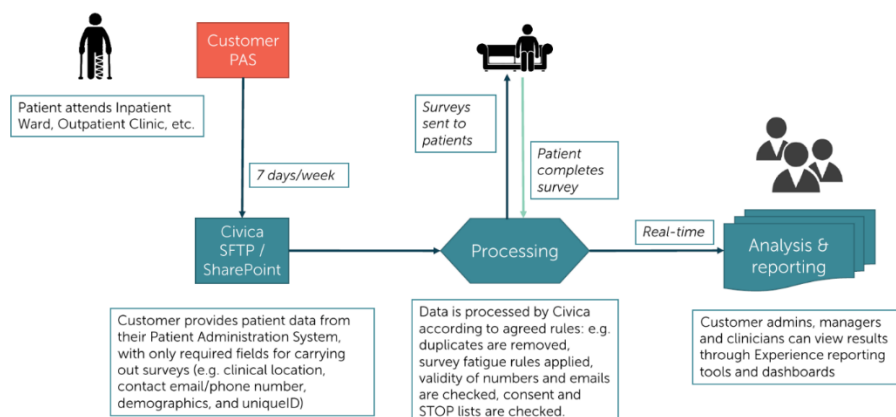 Customer
PAS
Patient attends Inpatient
Ward, Outpatient Clinic, etc.
Surveys
sent to
patients
Patient
completes
survey
7 days/week
Civica
SFTP /
SharePoint
Processing
Real-time
Analysis &
reporting
Customer provides patient data from
their Patient Administration System,
with only required fields for carrying
out surveys (e.g. clinical location,
contact email/phone number,
demographics, and uniqueID)
Data is processed by Civica
according to agreed rules: e.g.
duplicates are removed,
survey fatigue rules applied,
validity of numbers and emails
are checked, consent and
STOP lists are checked.
Customer admins, managers
and clinicians can view results
through Experience reporting
tools and dashboards